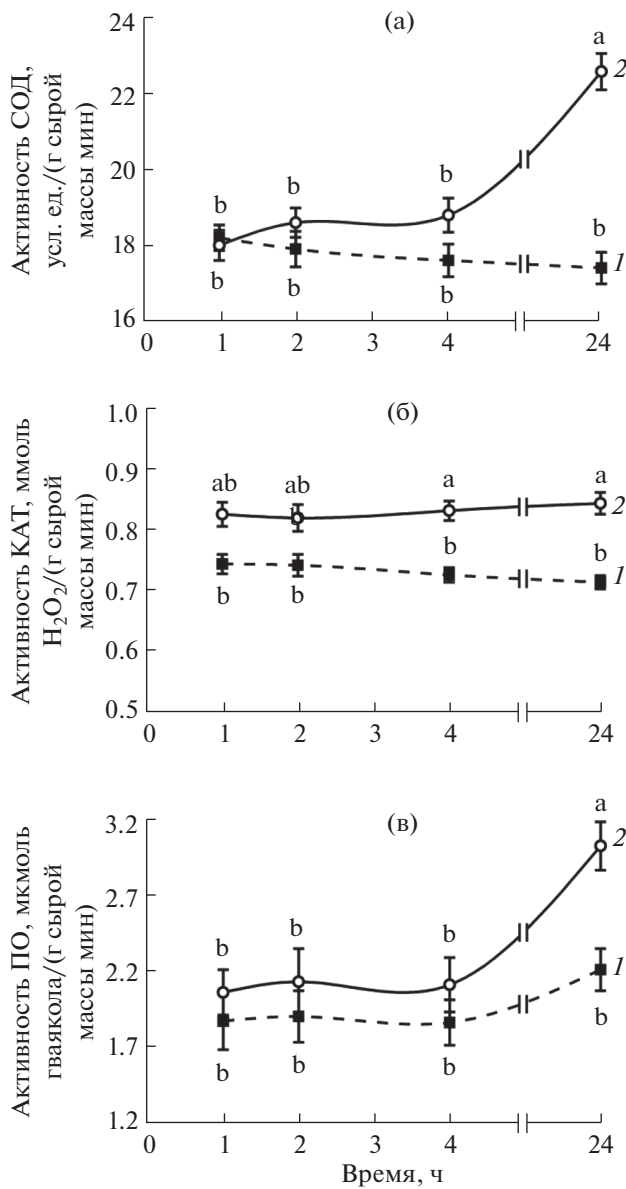 Активность СОД,
усл. ед./(г сырой
массы мин)
(а)
24
22
20
18
16
b
b
b
b
b
b
a
b
2
1
0
1
2
3
4
24
Активность КАТ, ммоль
H₂O₂/(г сырой
массы мин)
(б)
1.0
0.9
0.8
0.7
0.6
0.5
ab
ab
a
a
b
b
b
b
2
1
0
1
2
3
4
24
Активность ПО, мкмоль
гваякола/(г сырой
массы мин)
(в)
3.2
2.7
2.2
1.7
1.2
b
b
b
a
b
b
b
b
2
1
0
1
2
3
4
24
Время, ч